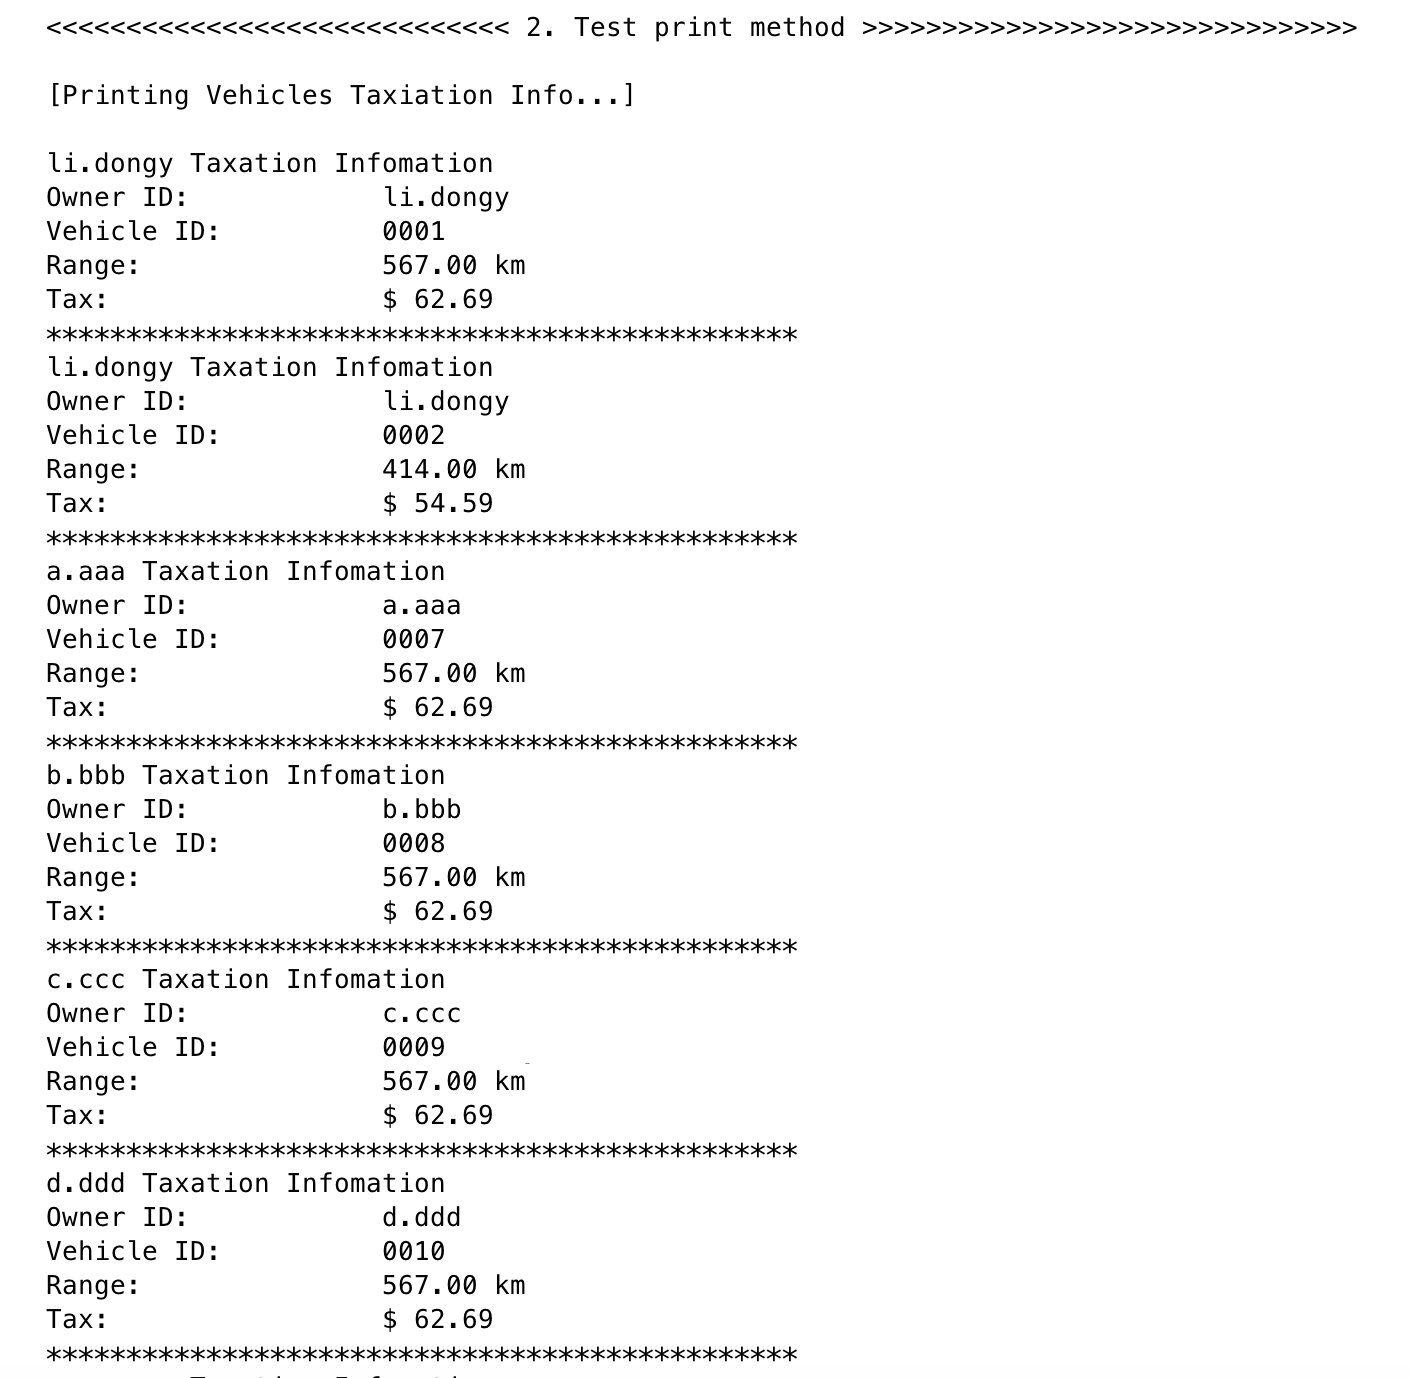 <<<<<<<<<<<<<<<<<<<<<<<<<<<<< 2. Test print method >>>>>>>>>>>>>>>>>>>>>>>>>>>>>>>
[Printing Vehicles Taxiation Info...]
li.dongy Taxation Infomation
Owner ID: li.dongy
Vehicle ID: 0001
Range: 567.00 km
Tax: $ 62.69
***********************************************
li.dongy Taxation Infomation
Owner ID: li.dongy
Vehicle ID: 0002
Range: 414.00 km
Tax: $ 54.59
***********************************************
a.aaa Taxation Infomation
Owner ID: a.aaa
Vehicle ID: 0007
Range: 567.00 km
Tax: $ 62.69
***********************************************
b.bbb Taxation Infomation
Owner ID: b.bbb
Vehicle ID: 0008
Range: 567.00 km
Tax: $ 62.69
***********************************************
c.ccc Taxation Infomation
Owner ID: c.ccc
Vehicle ID: 0009
Range: 567.00 km
Tax: $ 62.69
***********************************************
d.ddd Taxation Infomation
Owner ID: d.ddd
Vehicle ID: 0010
Range: 567.00 km
Tax: $ 62.69
***********************************************